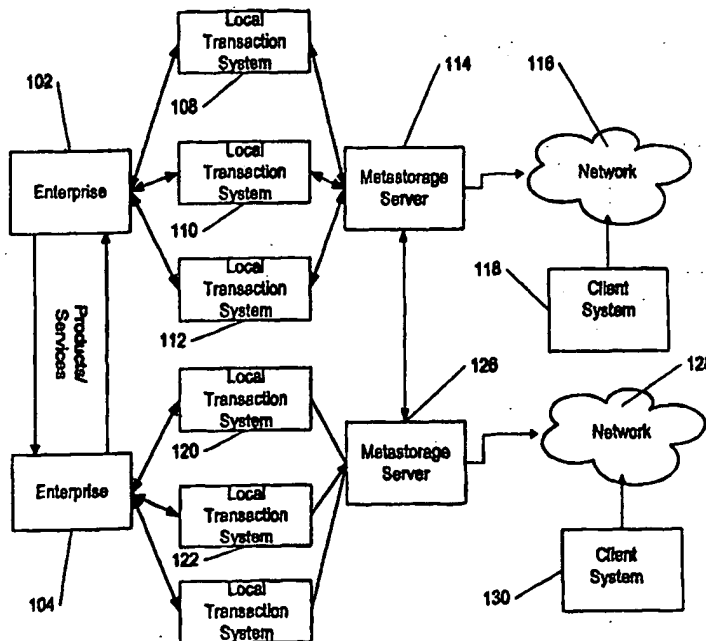 Local
Transaction
System
108
102
114
116
Local
Transaction
System
110
Enterprise
Metastorage
Server
Network
Local
Transaction
System
112
118
Client
System
Products/
Services
126
128
Local
Transaction
System
120
Enterprise
Metastorage
Server
Network
Local
Transaction
System
122
104
Local
Transaction
System
130
Client
System